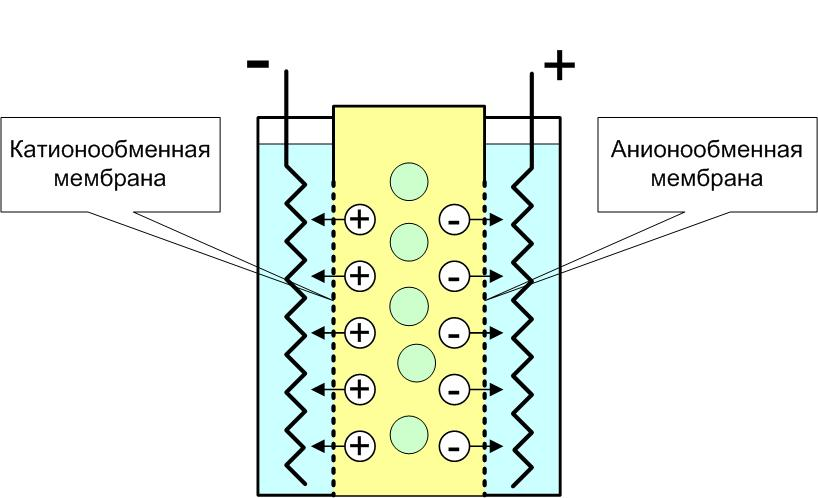 - +
Катионообменная
мембрана
Анионообменная
мембрана
+ -
+ -
+ -
+ -
+ -